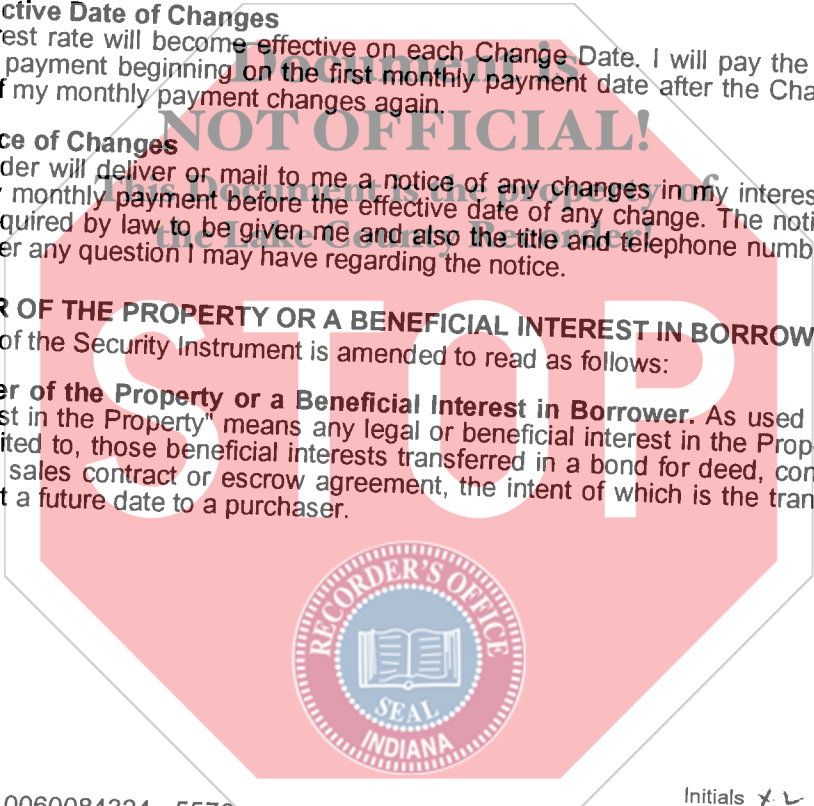 ctive Date of Changes
est rate will become effective on each Change Date. I will pay the
payment beginning on the first monthly payment date after the Cha
f my monthly payment changes again.
ce of Changes
der will deliver or mail to me a notice of any changes in my interes
monthly payment before the effective date of any change. The noti
quired by law to be given me and also the title and telephone numb
er any question I may have regarding the notice.
R OF THE PROPERTY OR A BENEFICIAL INTEREST IN BORROW
of the Security Instrument is amended to read as follows:
er of the Property or a Beneficial Interest in Borrower. As used
st in the Property" means any legal or beneficial interest in the Prop
ited to, those beneficial interests transferred in a bond for deed, con
sales contract or escrow agreement, the intent of which is the tran
t a future date to a purchaser.
Document is
NOT OFFICIAL!
This Document is the property of
the Lake County Recorder!
STOP
RECORDER'S OFFICE
SEAL
INDIANA
Initials